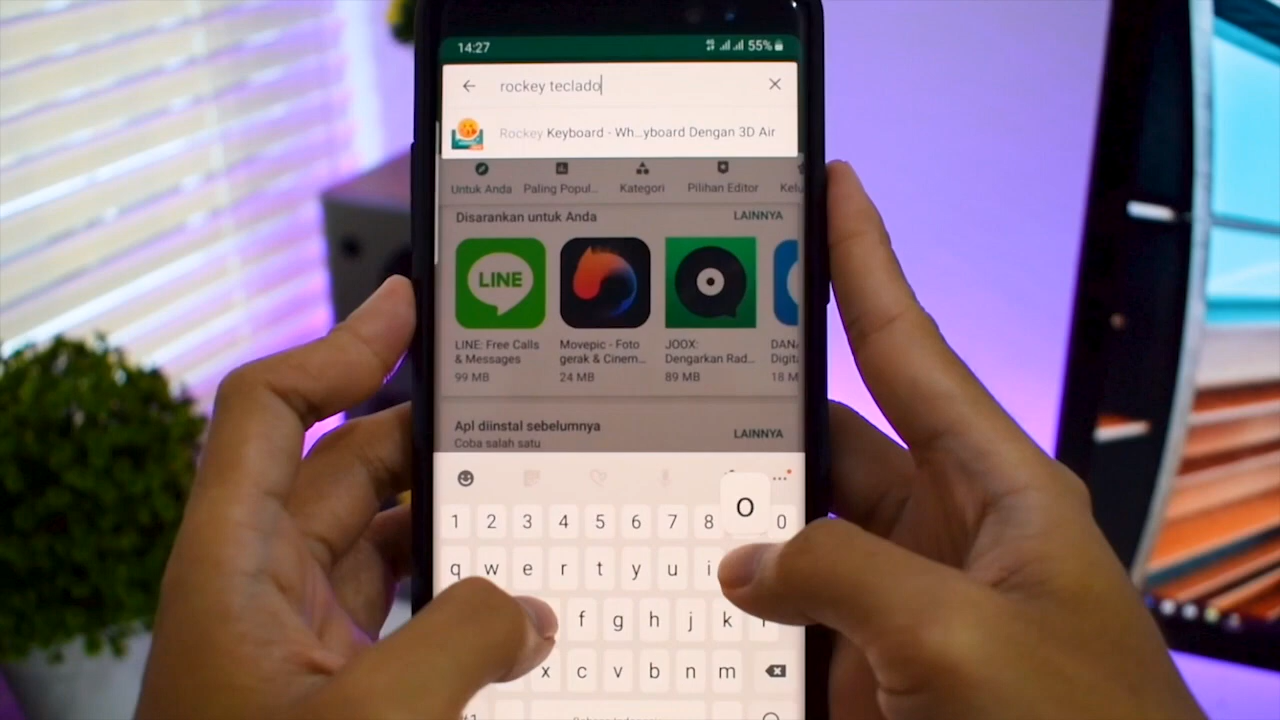 14:27 55%
rockey teclado
Rockey Keyboard - Wh...yboard Dengan 3D Air
Untuk Anda Paling Popul... Kategori Pilihan Editor Kelu
Disarankan untuk Anda LAINNYA
LINE
LINE: Free Calls Movepic - Foto JOOX: DANA
& Messages gerak & Cinem... Dengarkan Rad... Digita
99 MB 24 MB 89 MB 18 M
Apl diinstal sebelumnya LAINNYA
Coba salah satu
o
1 2 3 4 5 6 7 8 0
q w e r t y u i
f g h j k
x c v b n m